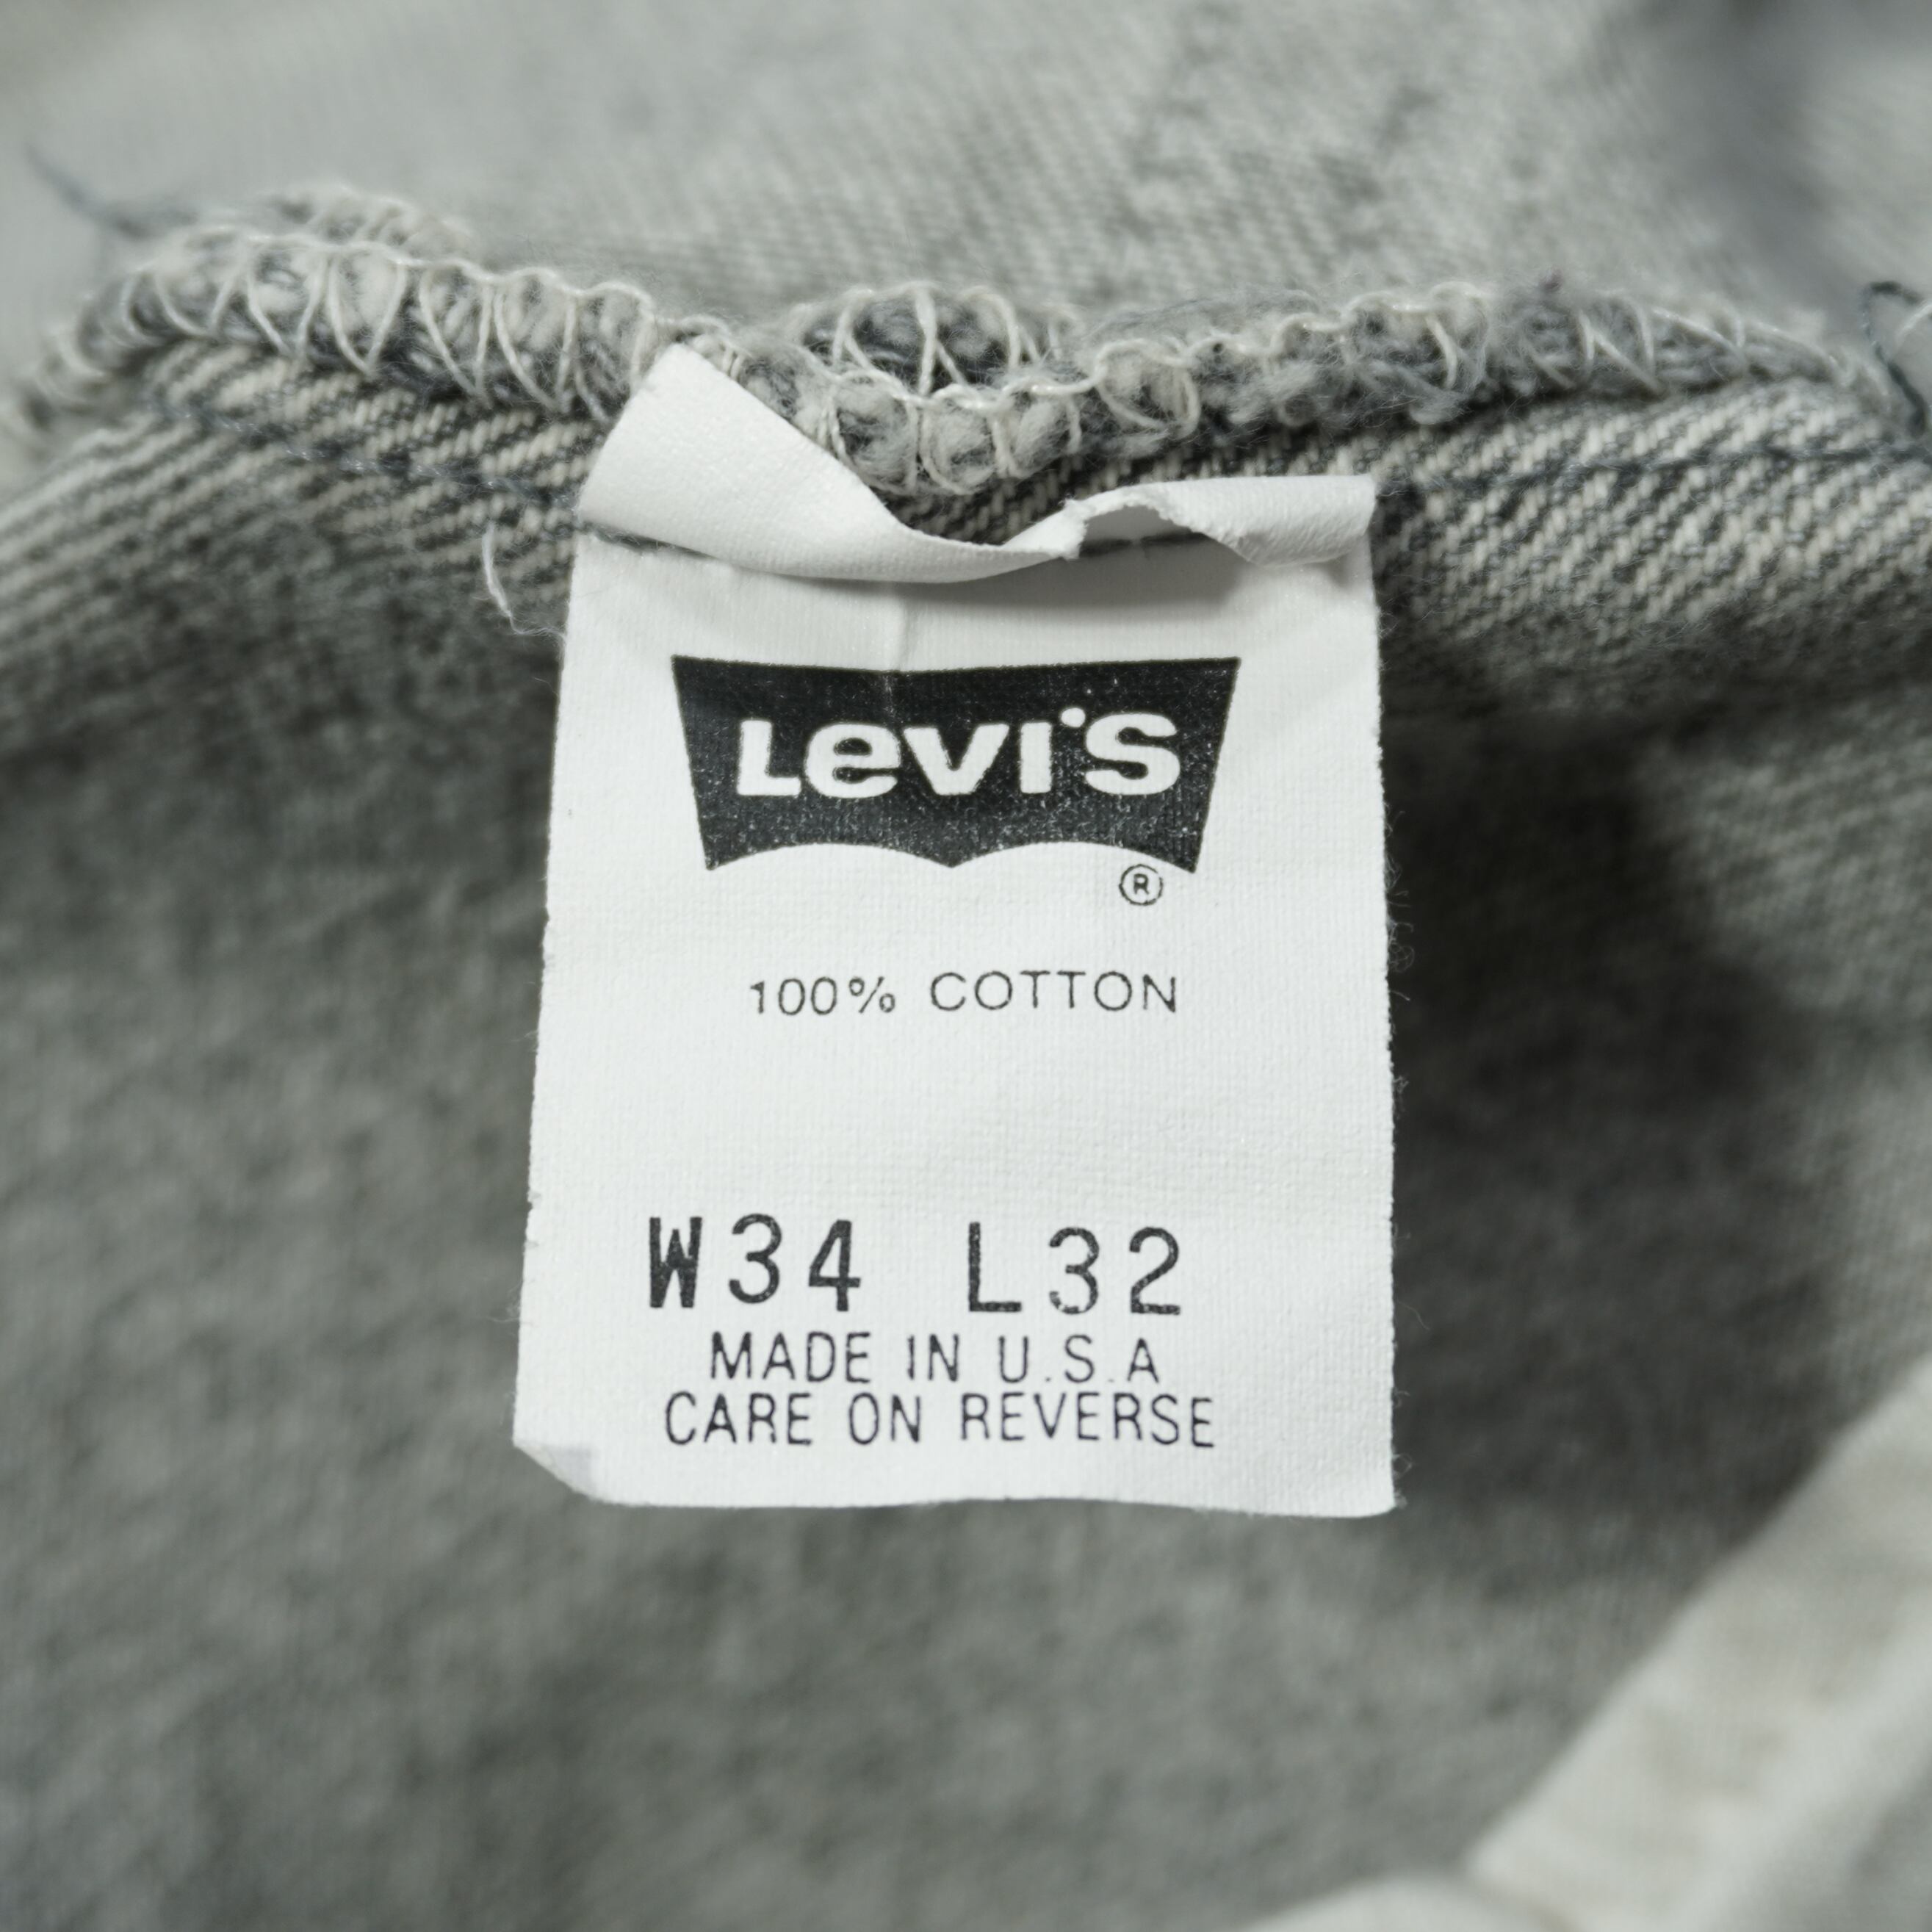 Levi's
®
100% COTTON
W34 L32
MADE IN U.S.A
CARE ON REVERSE